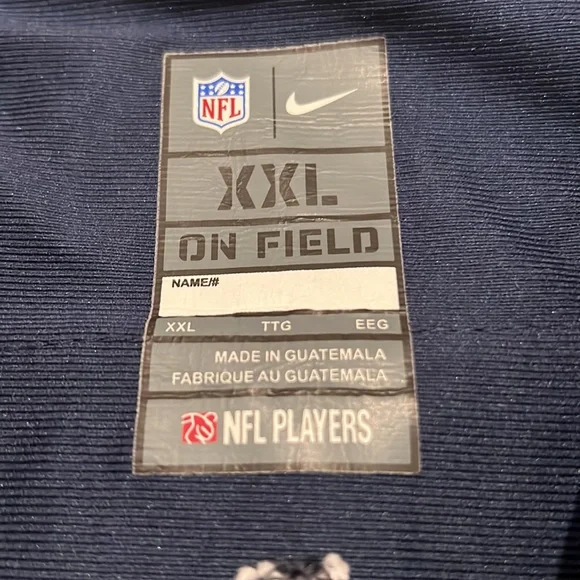 NFL
XXL
ON FIELD
NAME/#
XXL TTG EEG
MADE IN GUATEMALA
FABRIQUE AU GUATEMALA
NFL PLAYERS